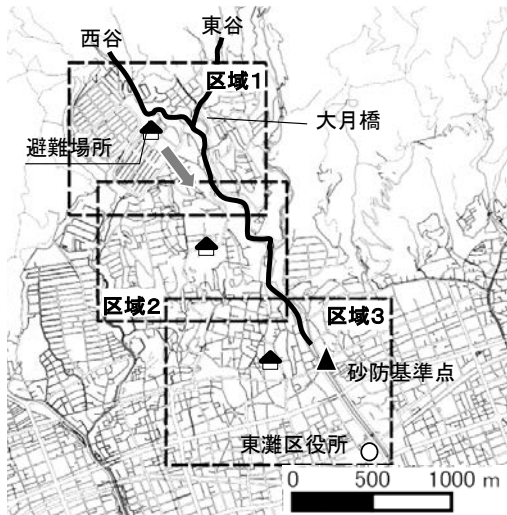 東谷
西谷
区域1
大月橋
避難場所
区域2
区域3
砂防基準点
東灘区役所
0 500 1000 m